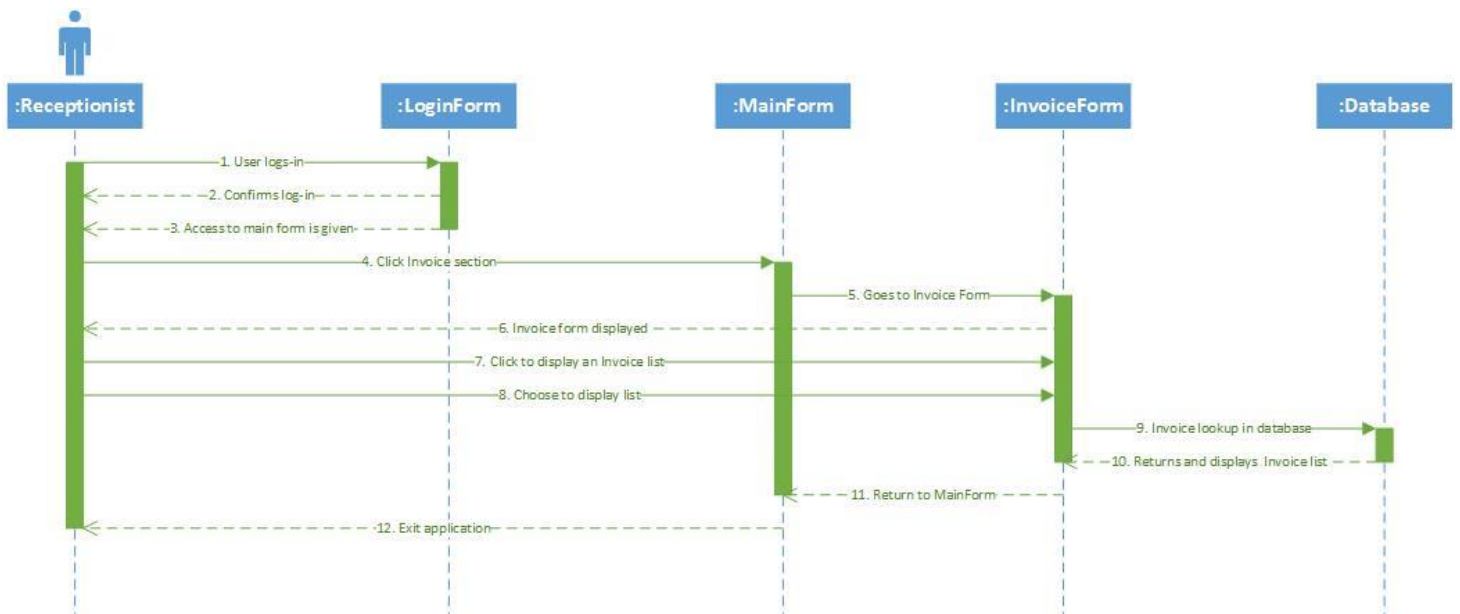 :Receptionist
:LoginForm
:MainForm
:InvoiceForm
:Database
1. User logs-in
2. Confirms log-in
3. Access to main form is given
4. Click Invoice section
5. Goes to Invoice Form
6. Invoice form displayed
7. Click to display an Invoice list
8. Choose to display list
9. Invoice lookup in database
10. Returns and displays Invoice list
11. Return to MainForm
12. Exit application